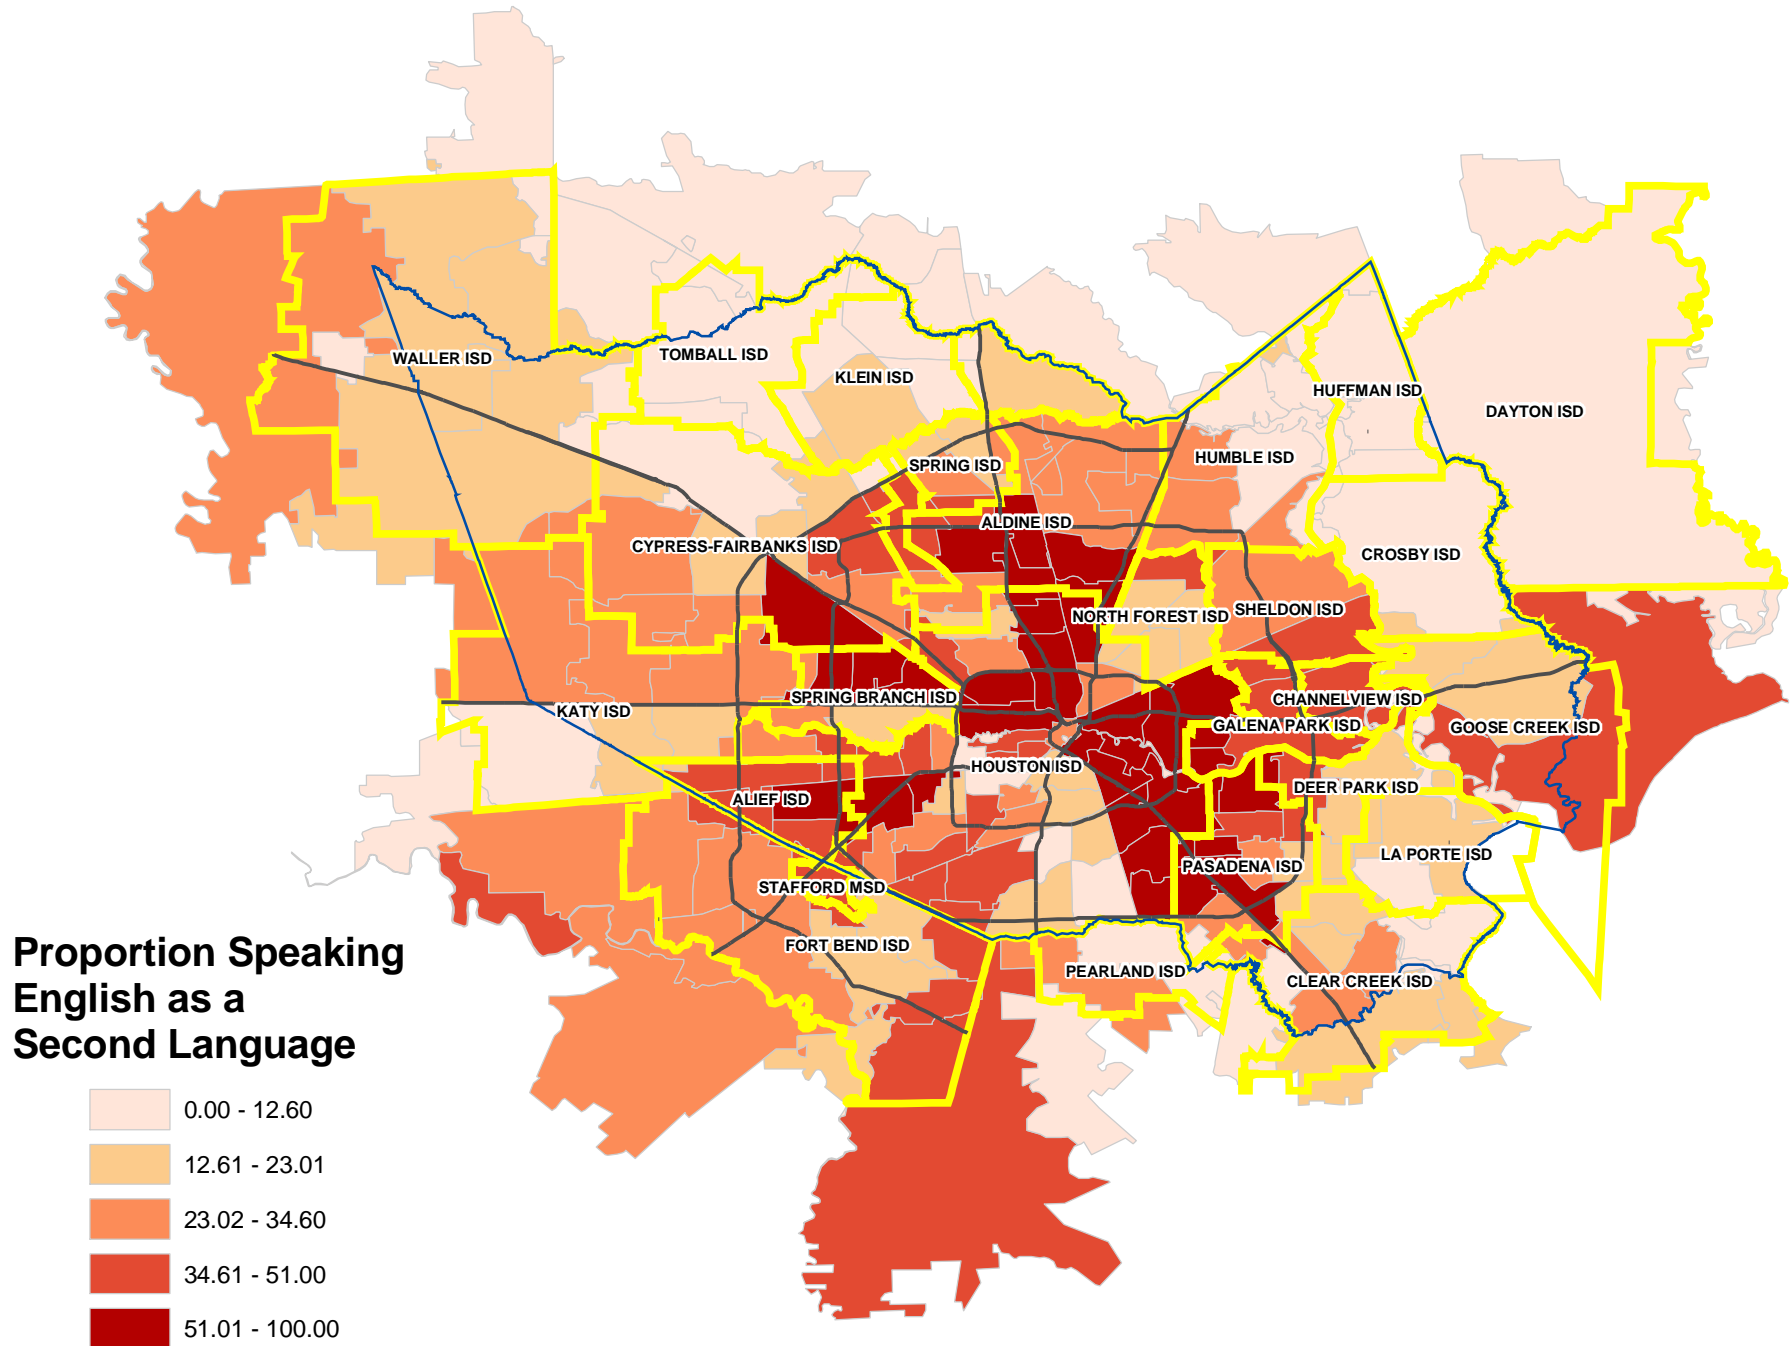 WALLER ISD
TOMBALL ISD
KLEIN ISD
HUFFMAN ISD
DAYTON ISD
SPRING ISD
HUMBLE ISD
ALDINE ISD
CYPRESS-FAIRBANKS ISD
CROSBY ISD
NORTH FOREST ISD
SHELDON ISD
SPRING BRANCH ISD
CHANNELVIEW ISD
KATY ISD
GALENA PARK ISD
GOOSE CREEK ISD
HOUSTON ISD
ALIEF ISD
DEER PARK ISD
LA PORTE ISD
PASADENA ISD
STAFFORD MSD
FORT BEND ISD
PEARLAND ISD
CLEAR CREEK ISD
Proportion Speaking
English as a
Second Language
0.00 - 12.60
12.61 - 23.01
23.02 - 34.60
34.61 - 51.00
51.01 - 100.00